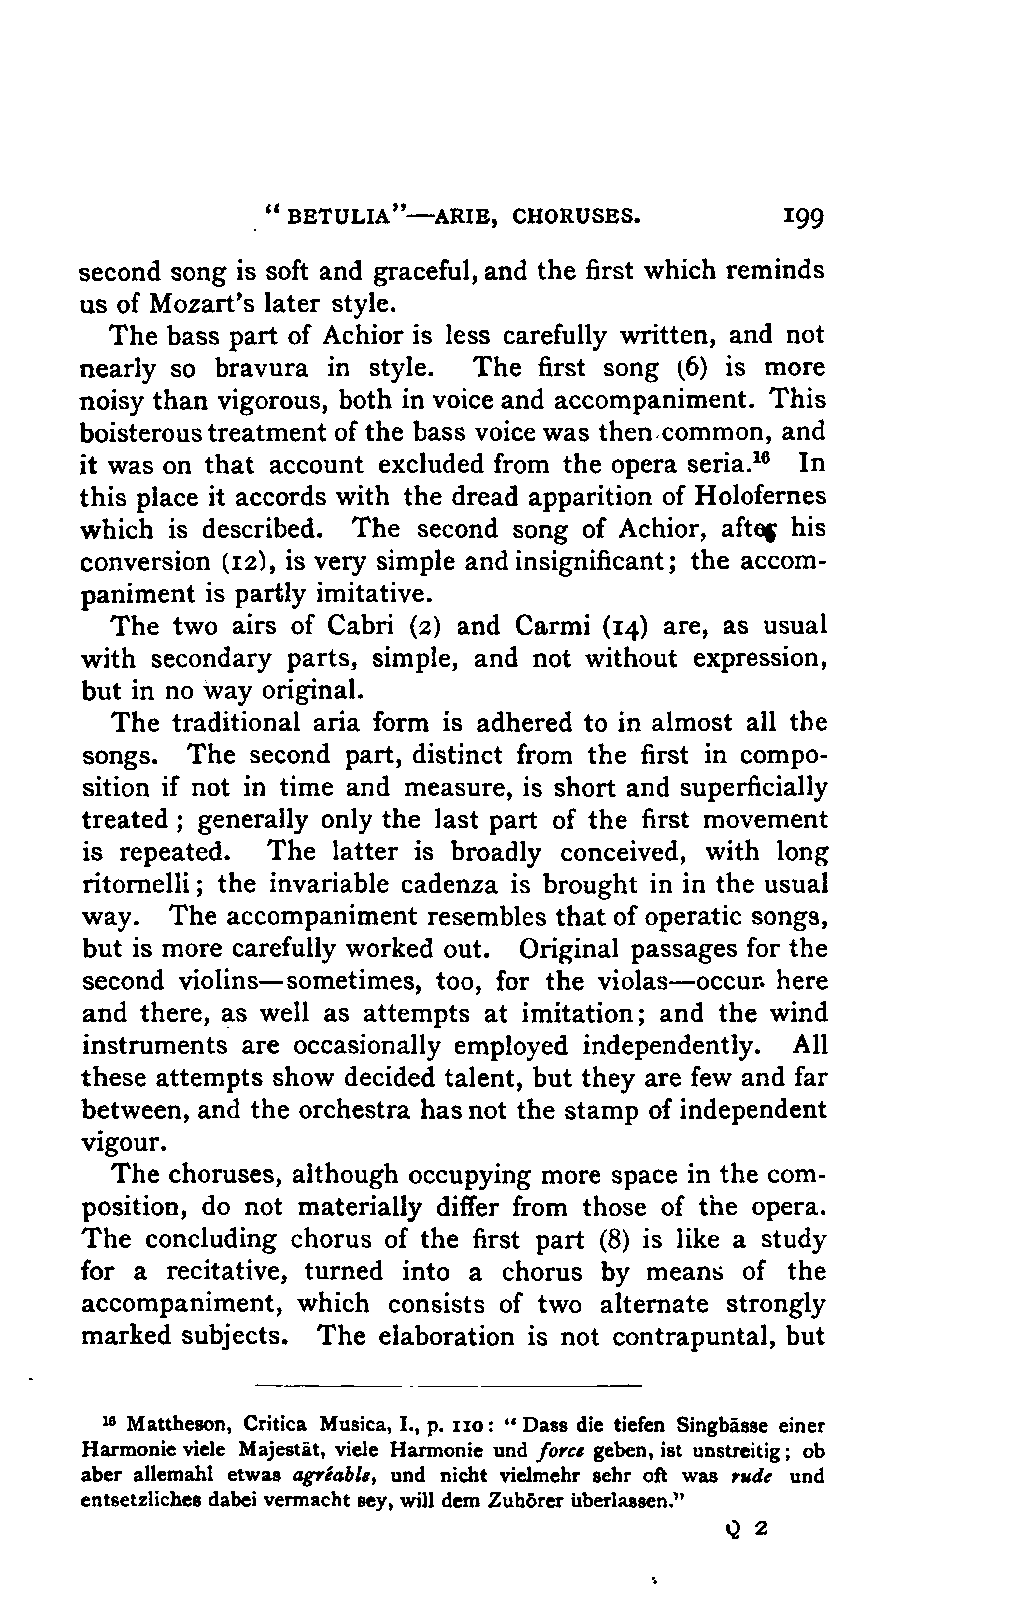 “ BETULIA”—ARIE, CHORUSES. 199
second song is soft and graceful, and the first which reminds
us of Mozart’s later style.
The bass part of Achior is less carefully written, and not
nearly so bravura in style. The first song (6) is more
noisy than vigorous, both in voice and accompaniment. This
boisterous treatment of the bass voice was then common, and
it was on that account excluded from the opera seria.¹⁶ In
this place it accords with the dread apparition of Holofernes
which is described. The second song of Achior, after his
conversion (12), is very simple and insignificant; the accom-
paniment is partly imitative.
The two airs of Cabri (2) and Carmi (14) are, as usual
with secondary parts, simple, and not without expression,
but in no way original.
The traditional aria form is adhered to in almost all the
songs. The second part, distinct from the first in compo-
sition if not in time and measure, is short and superficially
treated ; generally only the last part of the first movement
is repeated. The latter is broadly conceived, with long
ritornelli ; the invariable cadenza is brought in in the usual
way. The accompaniment resembles that of operatic songs,
but is more carefully worked out. Original passages for the
second violins—sometimes, too, for the violas—occur here
and there, as well as attempts at imitation; and the wind
instruments are occasionally employed independently. All
these attempts show decided talent, but they are few and far
between, and the orchestra has not the stamp of independent
vigour.
The choruses, although occupying more space in the com-
position, do not materially differ from those of the opera.
The concluding chorus of the first part (8) is like a study
for a recitative, turned into a chorus by means of the
accompaniment, which consists of two alternate strongly
marked subjects. The elaboration is not contrapuntal, but
¹⁶ Mattheson, Critica Musica, I., p. 110: “ Dass die tiefen Singbässe einer
Harmonie viele Majestät, viele Harmonie und force geben, ist unstreitig; ob
aber allemahl etwas agréable, und nicht vielmehr sehr oft was rude und
entsetzliches dabei vermacht sey, will dem Zuhörer überlassen.”
Q 2